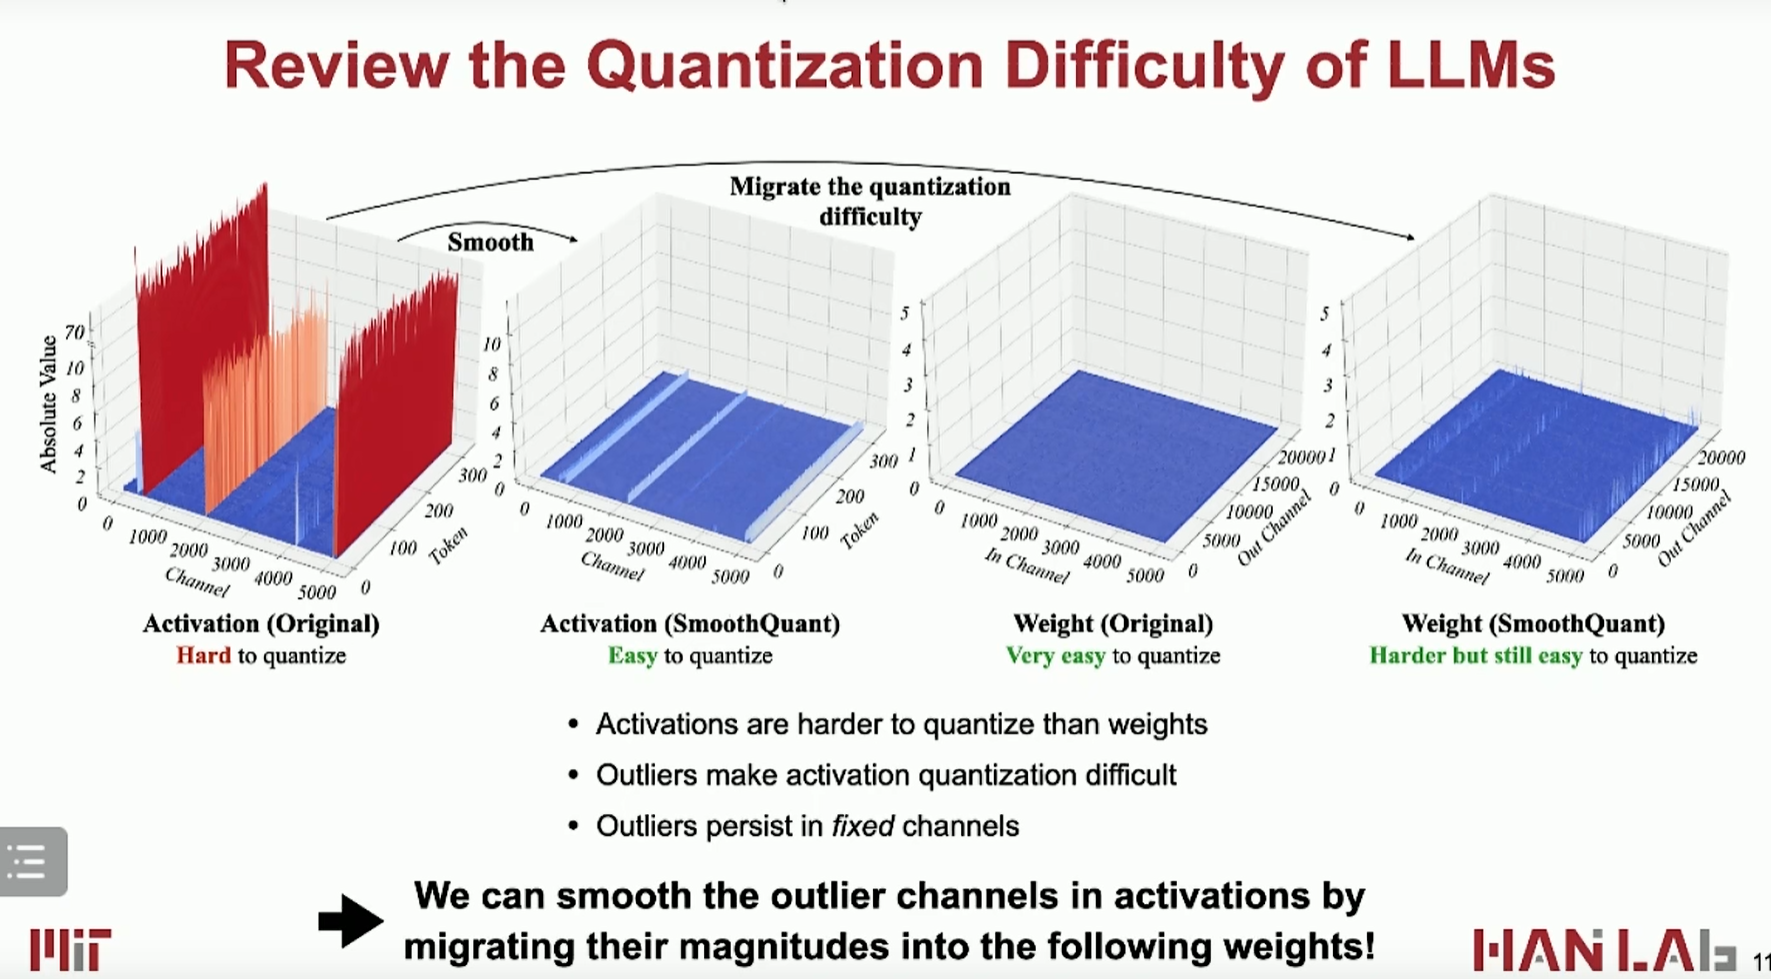 Review the Quantization Difficulty of LLMs
Migrate the quantization
difficulty
Smooth
Absolute Value
70
10
8
6
4
2
0
0
1000
2000
3000
4000
5000
Channel
0
100
200
300
Token
10
8
6
4
2
0
0
1000
2000
3000
4000
5000
Channel
0
100
200
300
Token
5
4
3
2
1
0
0
1000
2000
3000
4000
5000
In Channel
0
5000
10000
15000
20000
Out Channel
5
4
3
2
1
0
0
1000
2000
3000
4000
5000
In Channel
0
5000
10000
15000
20000
Out Channel
Activation (Original)
Hard to quantize
Activation (SmoothQuant)
Easy to quantize
Weight (Original)
Very easy to quantize
Weight (SmoothQuant)
Harder but still easy to quantize
• Activations are harder to quantize than weights
• Outliers make activation quantization difficult
• Outliers persist in fixed channels
We can smooth the outlier channels in activations by
migrating their magnitudes into the following weights!
MIT
HAN LAB
11